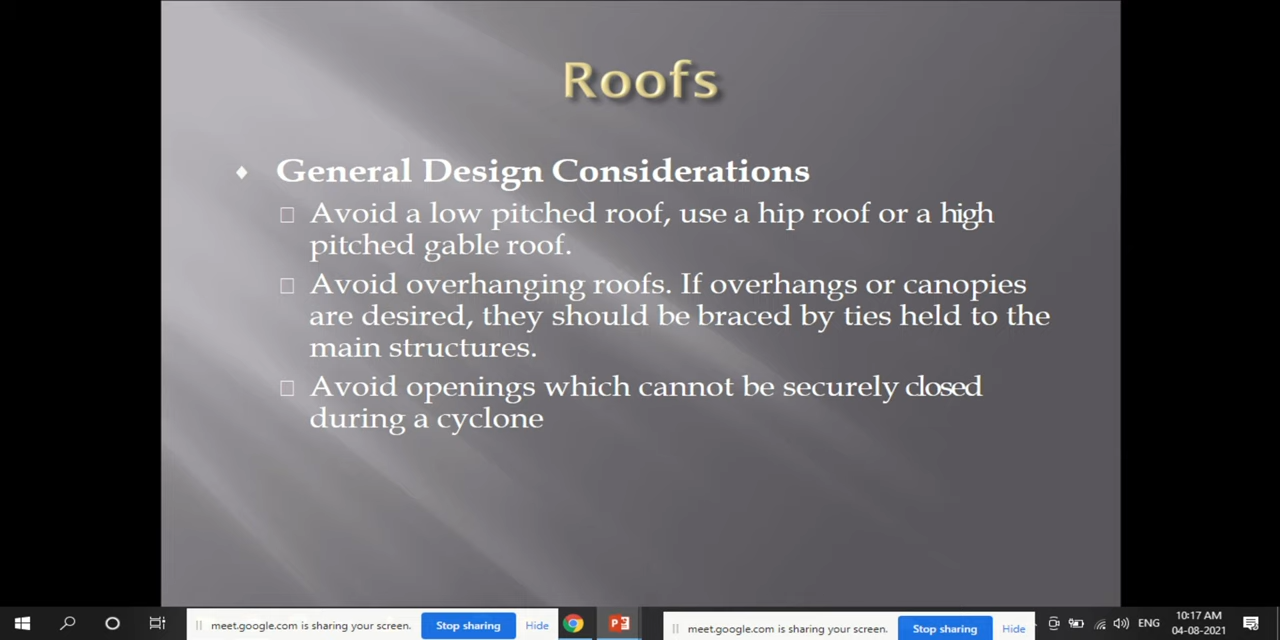 Roofs
General Design Considerations
Avoid a low pitched roof, use a hip roof or a high
pitched gable roof.
Avoid overhanging roofs. If overhangs or canopies
are desired, they should be braced by ties held to the
main structures.
Avoid openings which cannot be securely closed
during a cyclone
meet.google.com is sharing your screen. Stop sharing Hide
meet.google.com is sharing your screen. Stop sharing Hide
ENG
10:17 AM
04-08-2021